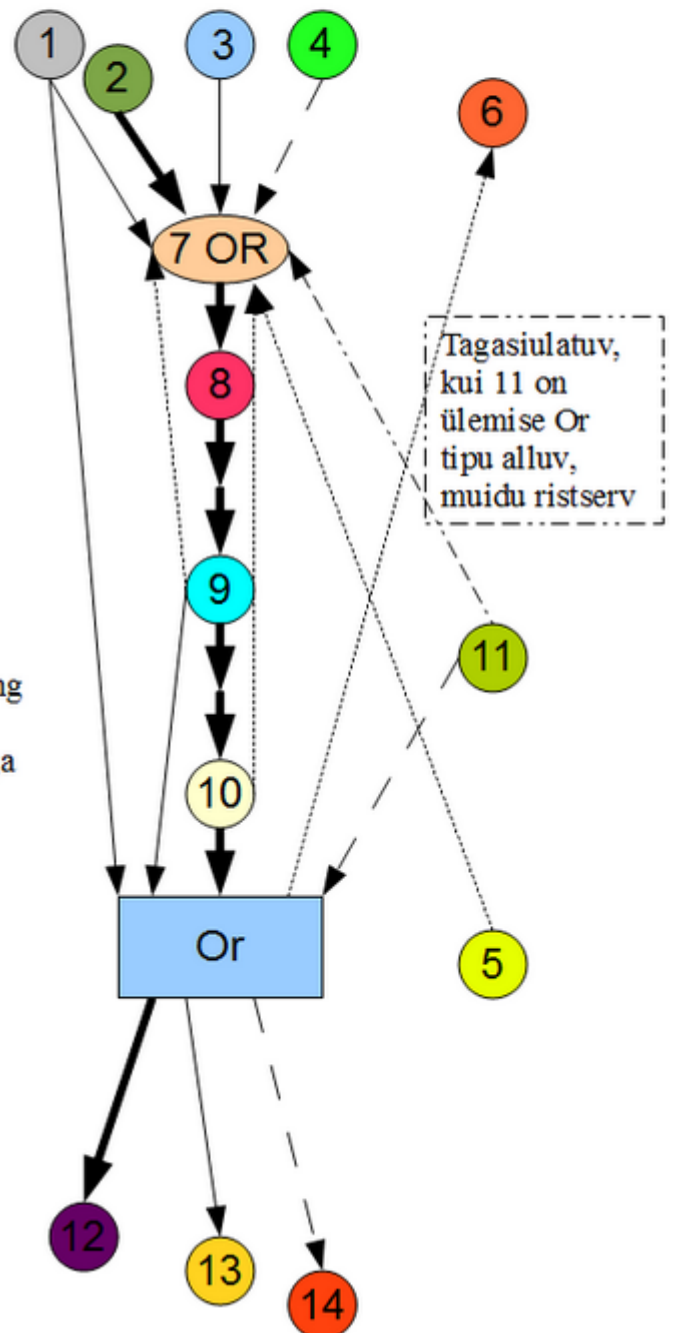 1
2
3
4
6
7 OR
Tagasiulatuv,
kui 11 on
ülemise Or
tipu alluv,
muidu ristserv
8
9
11
ng
a
10
Or
5
12
13
14